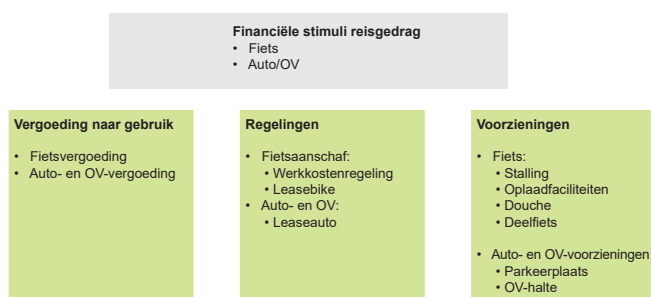 Financiële stimuli reisgedrag
• Fiets
• Auto/OV
Vergoeding naar gebruik
• Fietsvergoeding
• Auto- en OV-vergoeding
Regelingen
• Fietsaanschaf:
• Werkkostenregeling
• Leasebike
• Auto- en OV:
• Leaseauto
Voorzieningen
• Fiets:
• Stalling
• Oplaadfaciliteiten
• Douche
• Deelfiets
• Auto- en OV-voorzieningen
• Parkeerplaats
• OV-halte